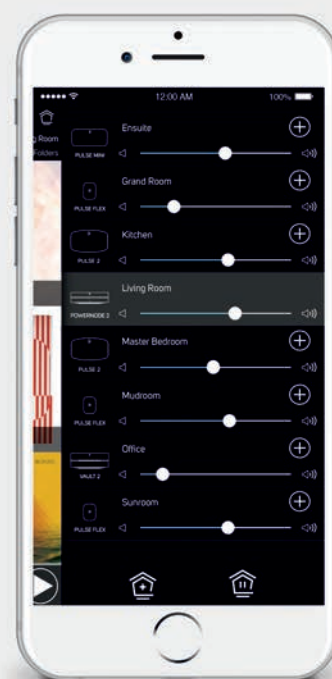 12:00 AM
100%
g Room
Folders
Ensuite
PULSE MINI
Grand Room
PULSE FLEX
Kitchen
PULSE 2
Living Room
POWERNODE 2
Master Bedroom
PULSE 2
Mudroom
PULSE FLEX
Office
VAULT 2
Sunroom
PULSE FLEX